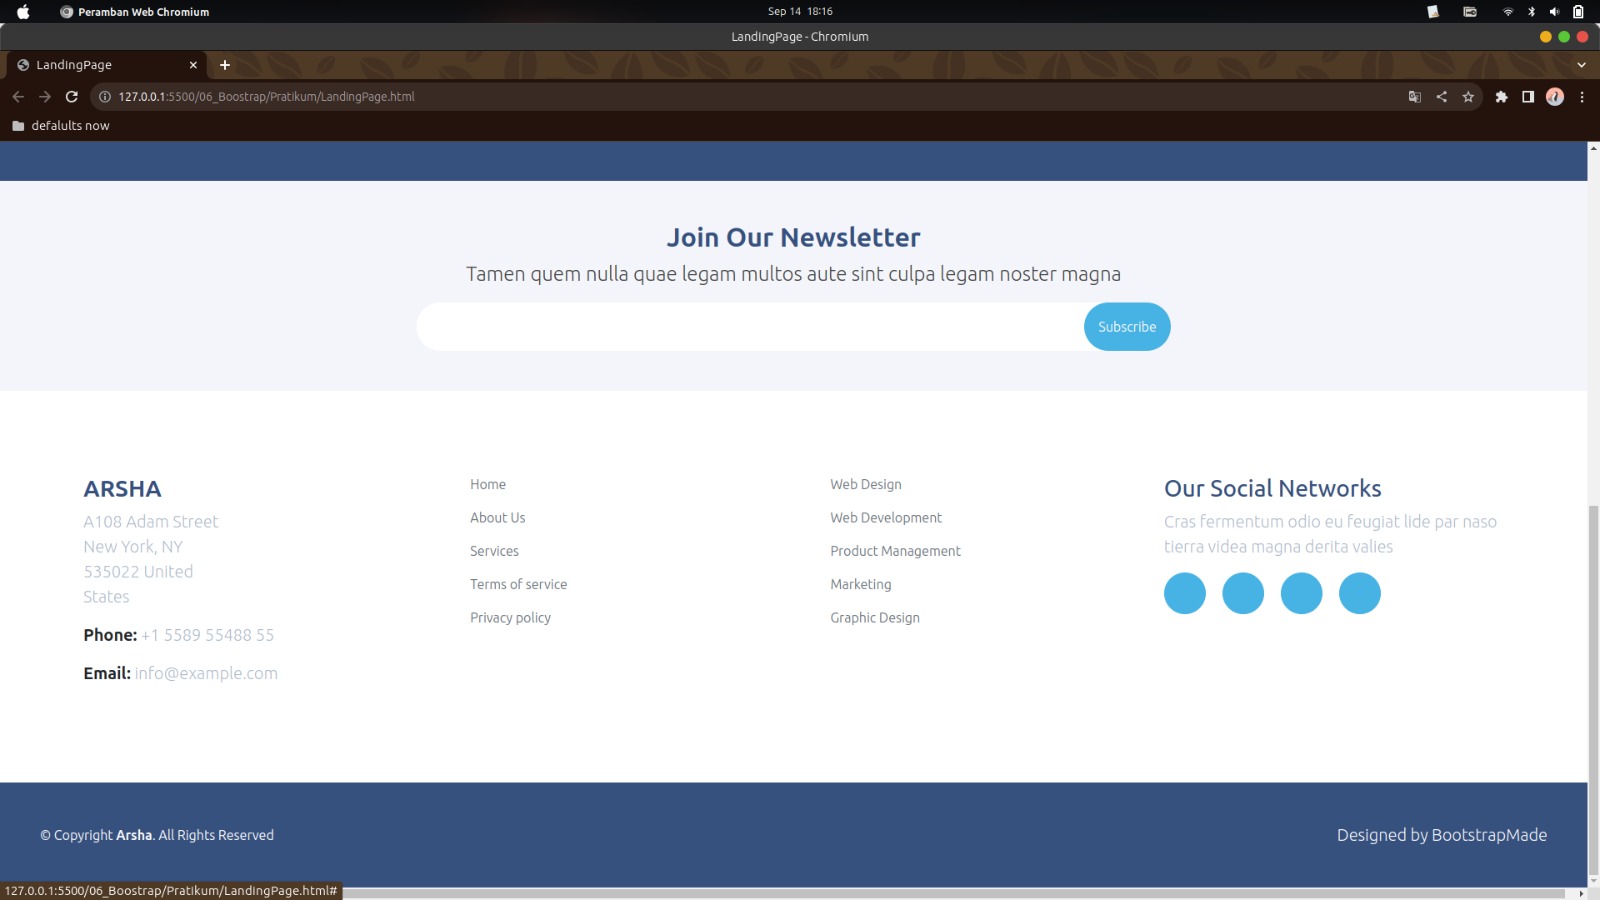 Peramban Web Chromium
Sep 14 18:16
LandingPage - Chromium
LandingPage
127.0.0.1:5500/06_Boostrap/Pratikum/LandingPage.html
defalults now
Join Our Newsletter
Tamen quem nulla quae legam multos aute sint culpa legam noster magna
Subscribe
ARSHA
A108 Adam Street
New York, NY
535022 United
States
Phone: +1 5589 55488 55
Email: info@example.com
Home
About Us
Services
Terms of service
Privacy policy
Web Design
Web Development
Product Management
Marketing
Graphic Design
Our Social Networks
Cras fermentum odio eu feugiat lide par naso
tierra videa magna derita valies
© Copyright Arsha. All Rights Reserved
Designed by BootstrapMade
127.0.0.1:5500/06_Boostrap/Pratikum/LandingPage.html#